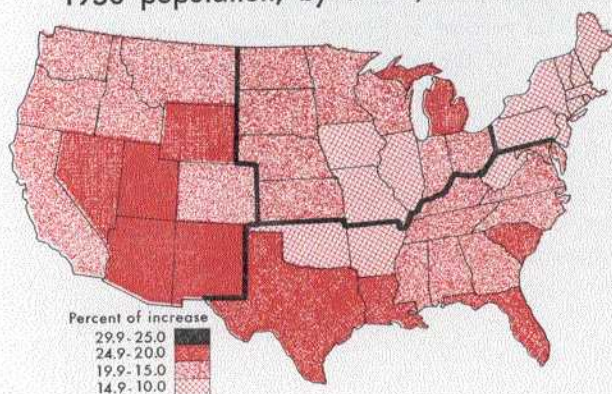 1950 population, by
Percent of increase
29.9-25.0
24.9-20.0
19.9-15.0
14.9-10.0